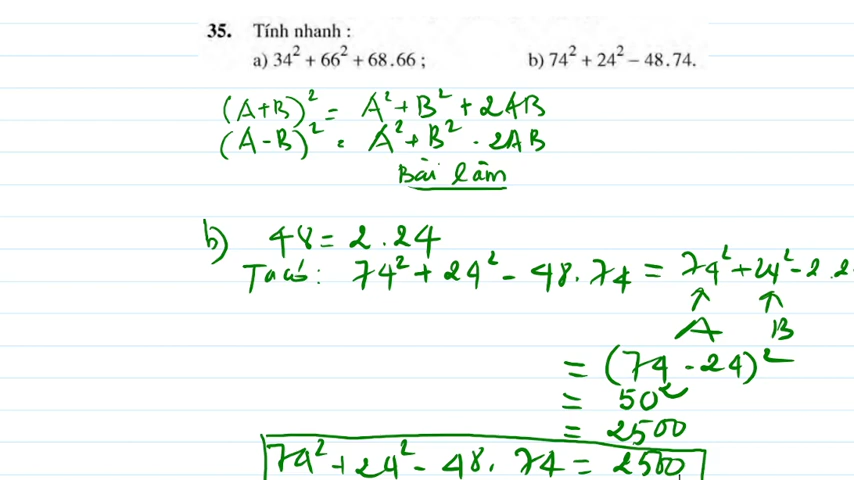 35. Tính nhanh :
a) 34² + 66² + 68.66 ; b) 74² + 24² – 48.74.
(A+B)² = A² + B² + 2AB
(A-B)² = A² + B² - 2AB
Bài làm
b) 48 = 2.24
Ta có: 74² + 24² - 48.74 = 74² + 24² - 2.2
A B
= (74 - 24)²
= 50²
= 2500
74² + 24² - 48.74 = 2500